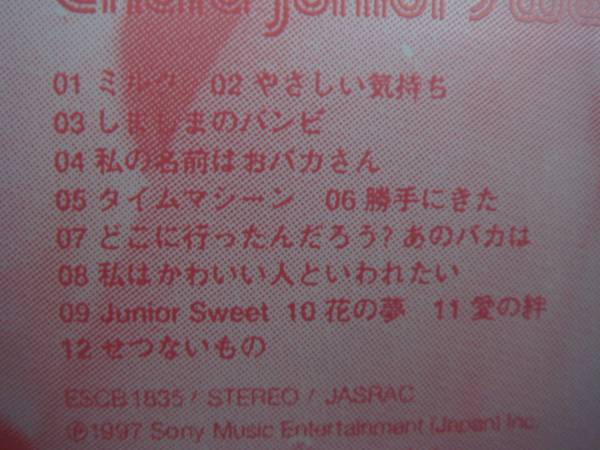 Chara Junior Sweet
01 ミルク 02 やさしい気持ち
03 しましまのバンビ
04 私の名前はおバカさん
05 タイムマシーン 06 勝手にきた
07 どこに行ったんだろう?あのバカは
08 私はかわいい人といわれたい
09 Junior Sweet 10 花の夢 11 愛の絆
12 せつないもの
ESCB 1835 / STEREO / JASRAC
℗1997 Sony Music Entertainment (Japan) Inc.